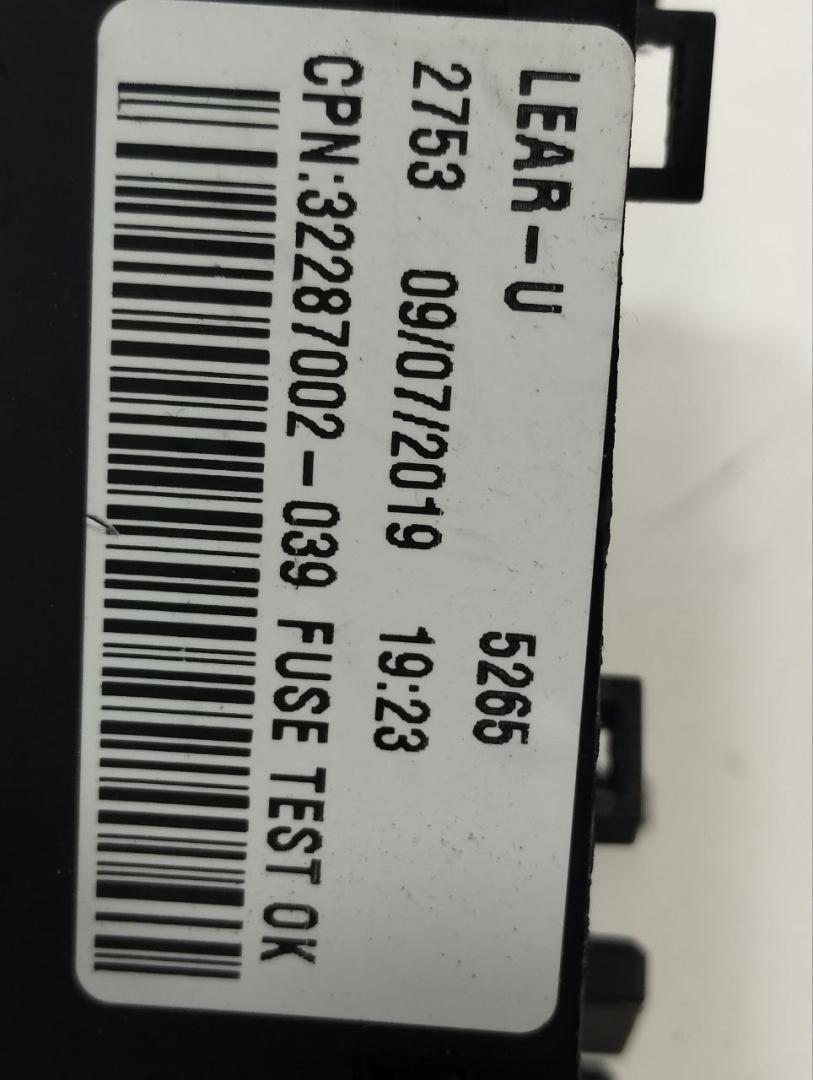 LEAR-U 5265
2753 09/07/2019 19:23
CPN:32287002-039 FUSE TEST OK